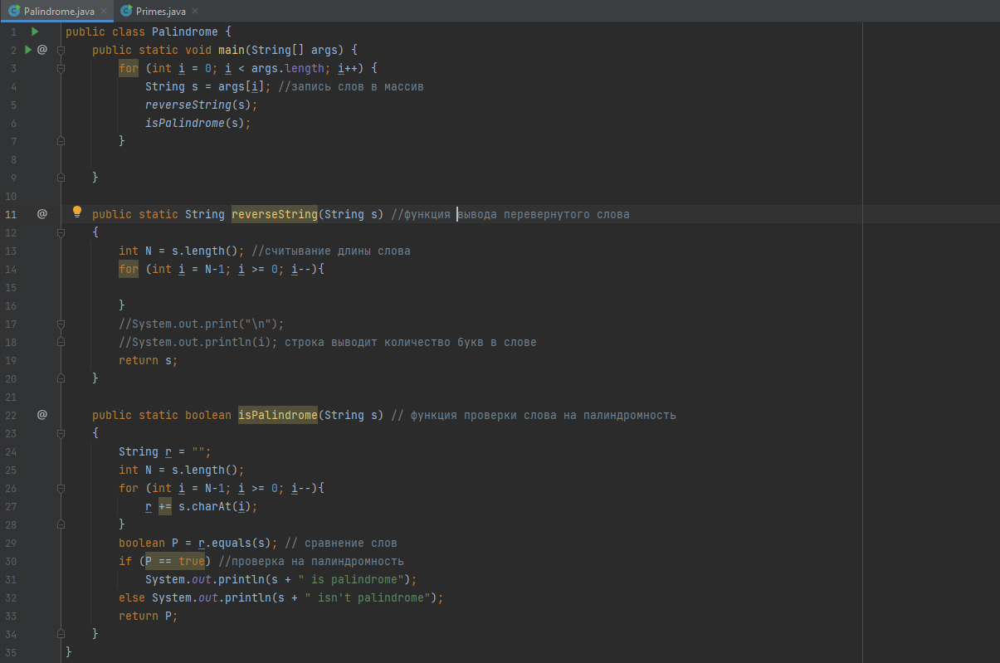 Palindrome.java × Primes.java ×
1 public class Palindrome {
2 @ public static void main(String[] args) {
3 for (int i = 0; i < args.length; i++) {
4 String s = args[i]; //запись слов в массив
5 reverseString(s);
6 isPalindrome(s);
7 }
8
9 }
10
11 @ public static String reverseString(String s) //функция вывода перевернутого слова
12 {
13 int N = s.length(); //считывание длины слова
14 for (int i = N-1; i >= 0; i--){
15
16 }
17 //System.out.print("\n");
18 //System.out.println(i); строка выводит количество букв в слове
19 return s;
20 }
21
22 @ public static boolean isPalindrome(String s) // функция проверки слова на палиндромность
23 {
24 String r = "";
25 int N = s.length();
26 for (int i = N-1; i >= 0; i--){
27 r += s.charAt(i);
28 }
29 boolean P = r.equals(s); // сравнение слов
30 if (P == true) //проверка на палиндромность
31 System.out.println(s + " is palindrome");
32 else System.out.println(s + " isn't palindrome");
33 return P;
34 }
35 }